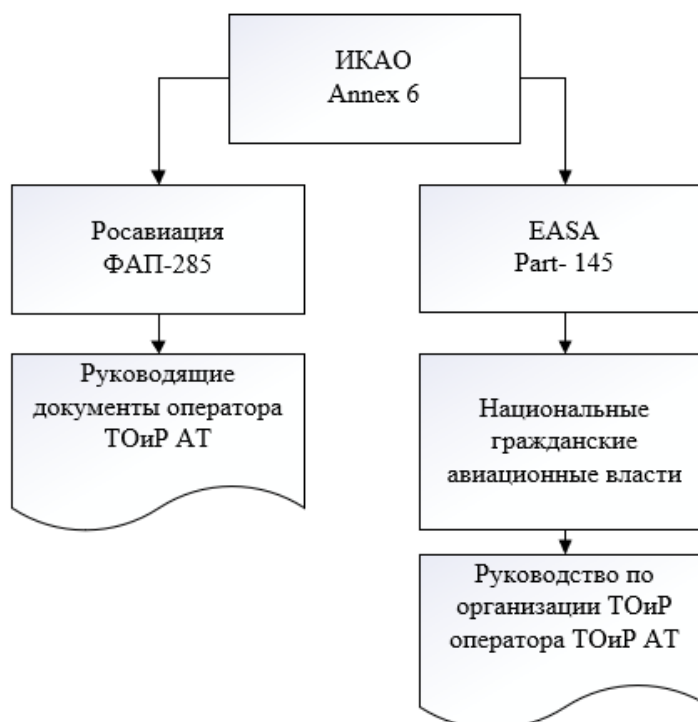 ИКАО
Annex 6
Росавиация
ФАП-285
Руководящие
документы оператора
ТОиР АТ
EASA
Part- 145
Национальные
гражданские
авиационные власти
Руководство по
организации ТОиР
оператора ТОиР АТ